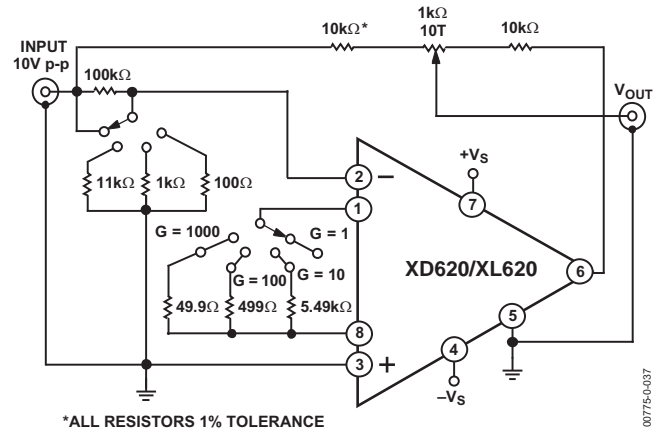 INPUT
10V p-p
100kΩ
10kΩ*
1kΩ
10T
10kΩ
VOUT
11kΩ
1kΩ
100Ω
+VS
2
−
1
7
G = 1000
G = 1
G = 100
G = 10
XD620/XL620
6
49.9Ω
499Ω
5.49kΩ
5
8
4
3
+
–VS
*ALL RESISTORS 1% TOLERANCE
00775-0-037